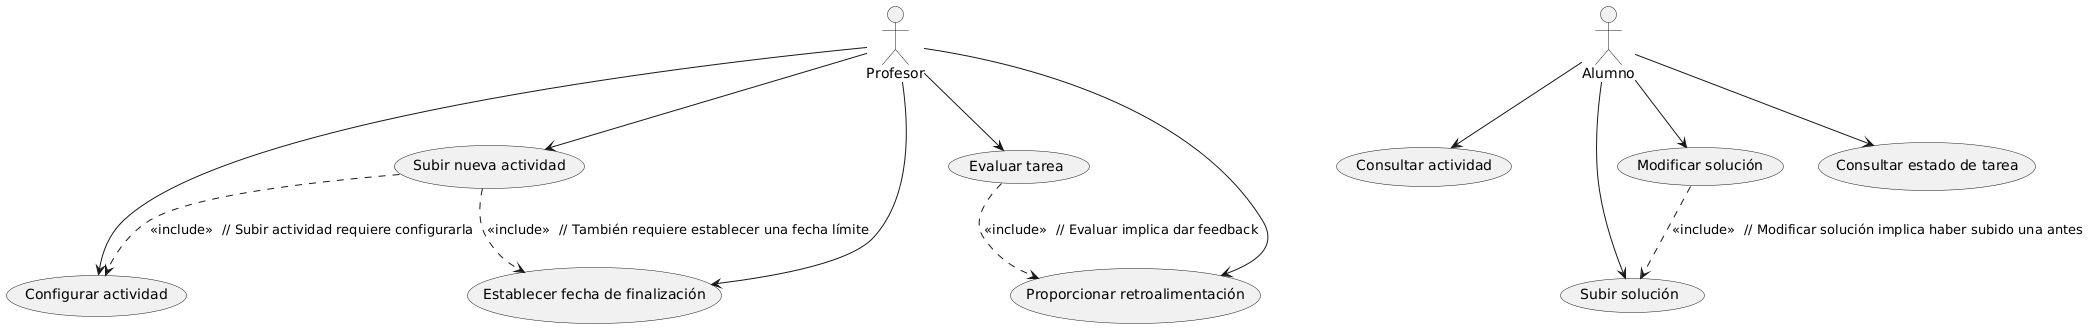 Profesor
Alumno
Subir nueva actividad
Evaluar tarea
Consultar actividad
Modificar solución
Consultar estado de tarea
«include»  // Subir actividad requiere configurarla
«include»  // También requiere establecer una fecha límite
«include»  // Evaluar implica dar feedback
«include»  // Modificar solución implica haber subido una antes
Configurar actividad
Establecer fecha de finalización
Proporcionar retroalimentación
Subir solución